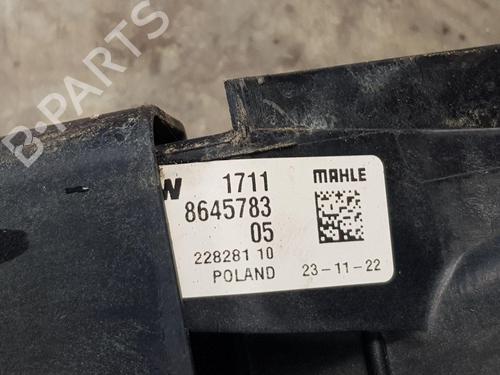 B-PARTS
W 1711 MAHLE
8645783
05
228281 10
POLAND 23-11-22